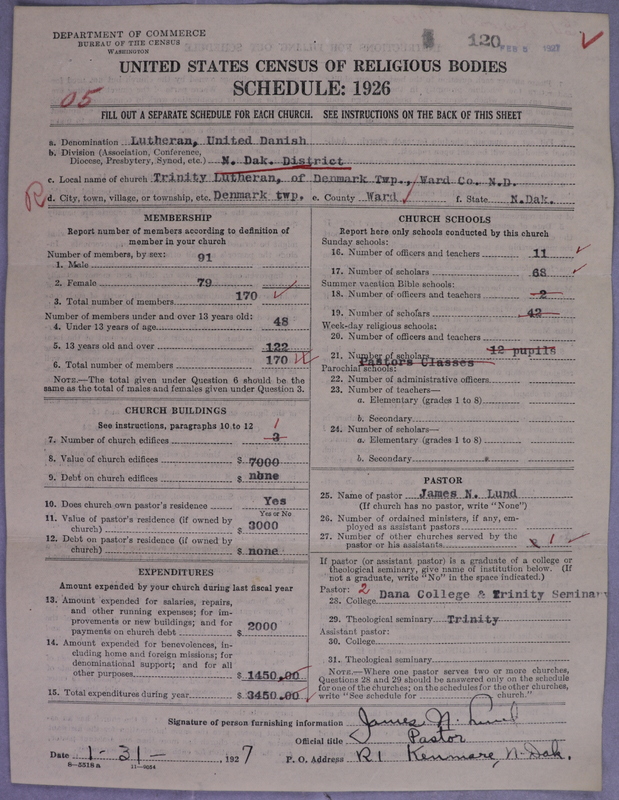 DEPARTMENT OF COMMERCE
BUREAU OF THE CENSUS
WASHINGTON
120
FEB 5 1927
UNITED STATES CENSUS OF RELIGIOUS BODIES
SCHEDULE: 1926
05
FILL OUT A SEPARATE SCHEDULE FOR EACH CHURCH. SEE INSTRUCTIONS ON THE BACK OF THIS SHEET
a. Denomination Lutheran, United Danish
b. Division (Association, Conference,
Diocese, Presbytery, Synod, etc.) N. Dak. District
c. Local name of church Trinity Lutheran, of Denmark Twp., Ward Co. N.D.
R d. City, town, village, or township, etc. Denmark twp. e. County Ward f. State N.Dak.
MEMBERSHIP
Report number of members according to definition of
member in your church
Number of members, by sex:
1. Male 91
2. Female 79
3. Total number of members 170
Number of members under and over 13 years old:
4. Under 13 years of age 48
5. 13 years old and over 122
6. Total number of members 170
NOTE.—The total given under Question 6 should be the
same as the total of males and females given under Question 3.
CHURCH BUILDINGS
See instructions, paragraphs 10 to 12
7. Number of church edifices 3 1
8. Value of church edifices $ 7000
9. Debt on church edifices $ none
10. Does church own pastor's residence Yes
Yes or No
11. Value of pastor's residence (if owned by
church) $ 3000
12. Debt on pastor's residence (if owned by
church) $ none
EXPENDITURES
Amount expended by your church during last fiscal year
13. Amount expended for salaries, repairs,
and other running expenses; for im-
provements or new buildings; and for
payments on church debt $ 2000
14. Amount expended for benevolences, in-
cluding home and foreign missions; for
denominational support; and for all
other purposes $ 1450.00
15. Total expenditures during year $ 3450.00
CHURCH SCHOOLS
Report here only schools conducted by this church
Sunday schools:
16. Number of officers and teachers 11
17. Number of scholars 68
Summer vacation Bible schools:
18. Number of officers and teachers 2
19. Number of scholars 42
Week-day religious schools:
20. Number of officers and teachers
21. Number of scholars 12 pupils
Pastors Classes
Parochial schools:
22. Number of administrative officers
23. Number of teachers—
a. Elementary (grades 1 to 8)
b. Secondary
24. Number of scholars—
a. Elementary (grades 1 to 8)
b. Secondary
PASTOR
25. Name of pastor James N. Lund
(If church has no pastor, write "None")
26. Number of ordained ministers, if any, em-
ployed as assistant pastors
27. Number of other churches served by the
pastor or his assistants 1
If pastor (or assistant pastor) is a graduate of a college or
theological seminary, give name of institution below. (If
not a graduate, write "No" in the space indicated.)
Pastor: 2
28. College Dana College & Trinity Seminary
29. Theological seminary Trinity
Assistant pastor:
30. College
31. Theological seminary
NOTE.—Where one pastor serves two or more churches,
Questions 28 and 29 should be answered only on the schedule
for one of the churches; on the schedules for the other churches,
write "See schedule for church."
Signature of person furnishing information James N. Lund
Official title Pastor
Date 1-31- 1927 P. O. Address R1 Kenmare, N. Dak.
8—5518a 11—9054